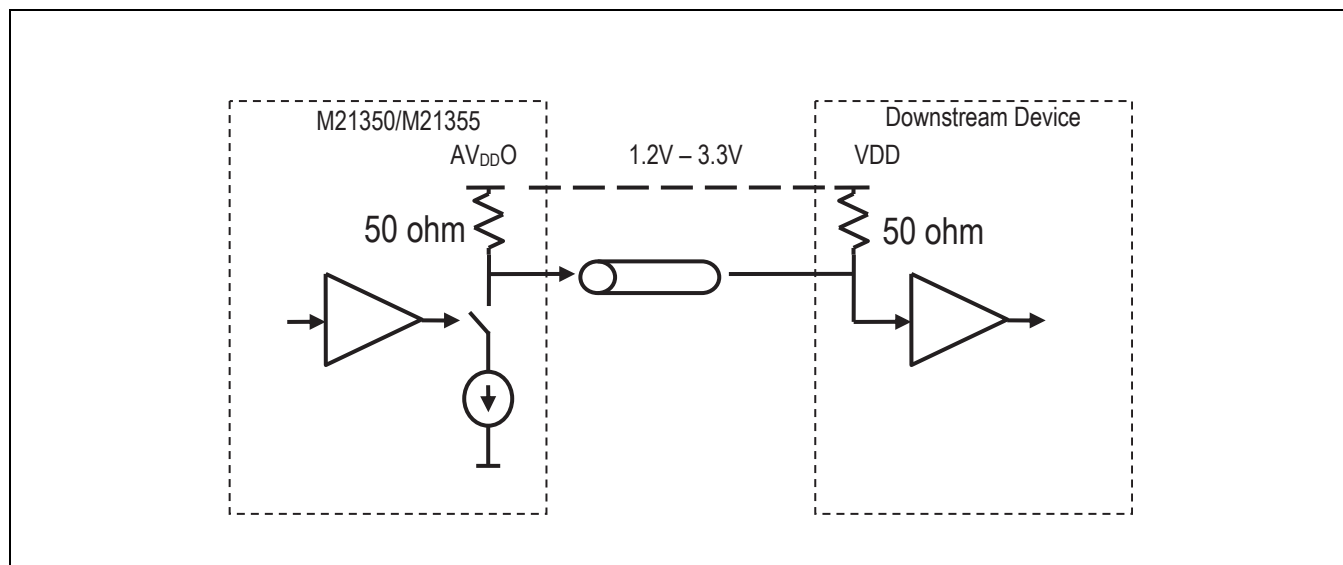 M21350/M21355
Downstream Device
AVDDO
1.2V – 3.3V
VDD
50 ohm
50 ohm